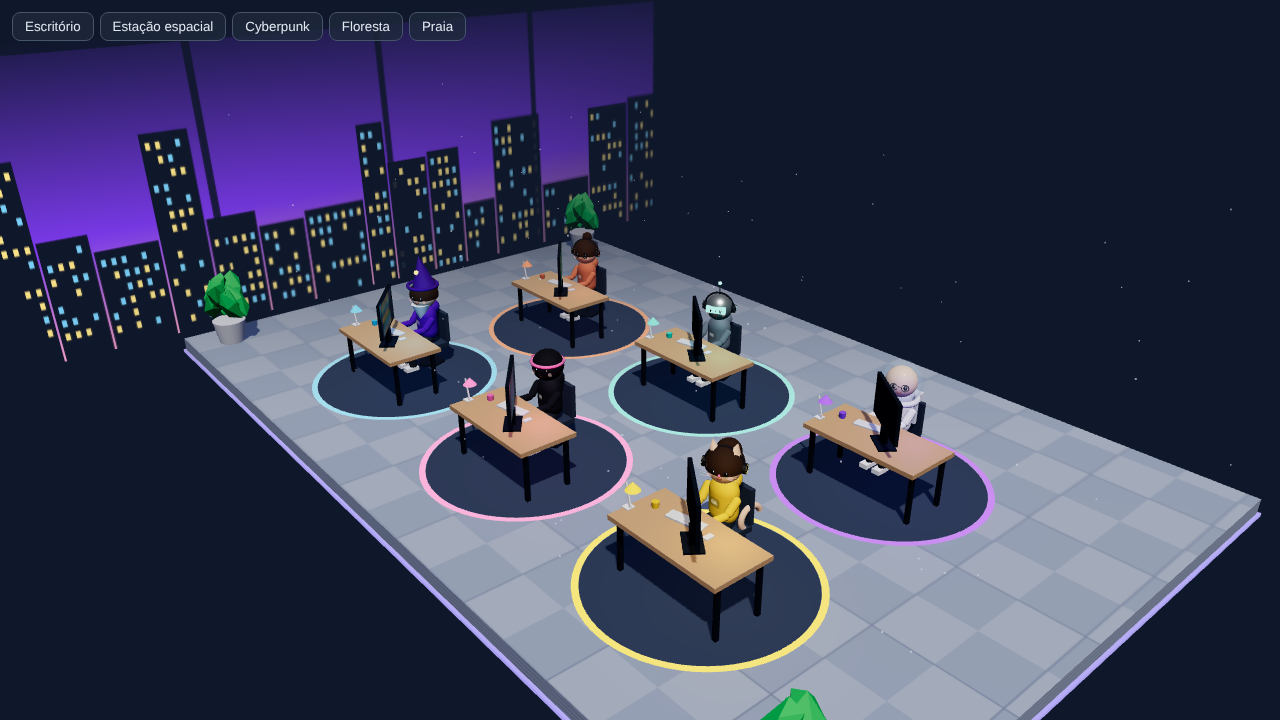 Escritório
Estação espacial
Cyberpunk
Floresta
Praia